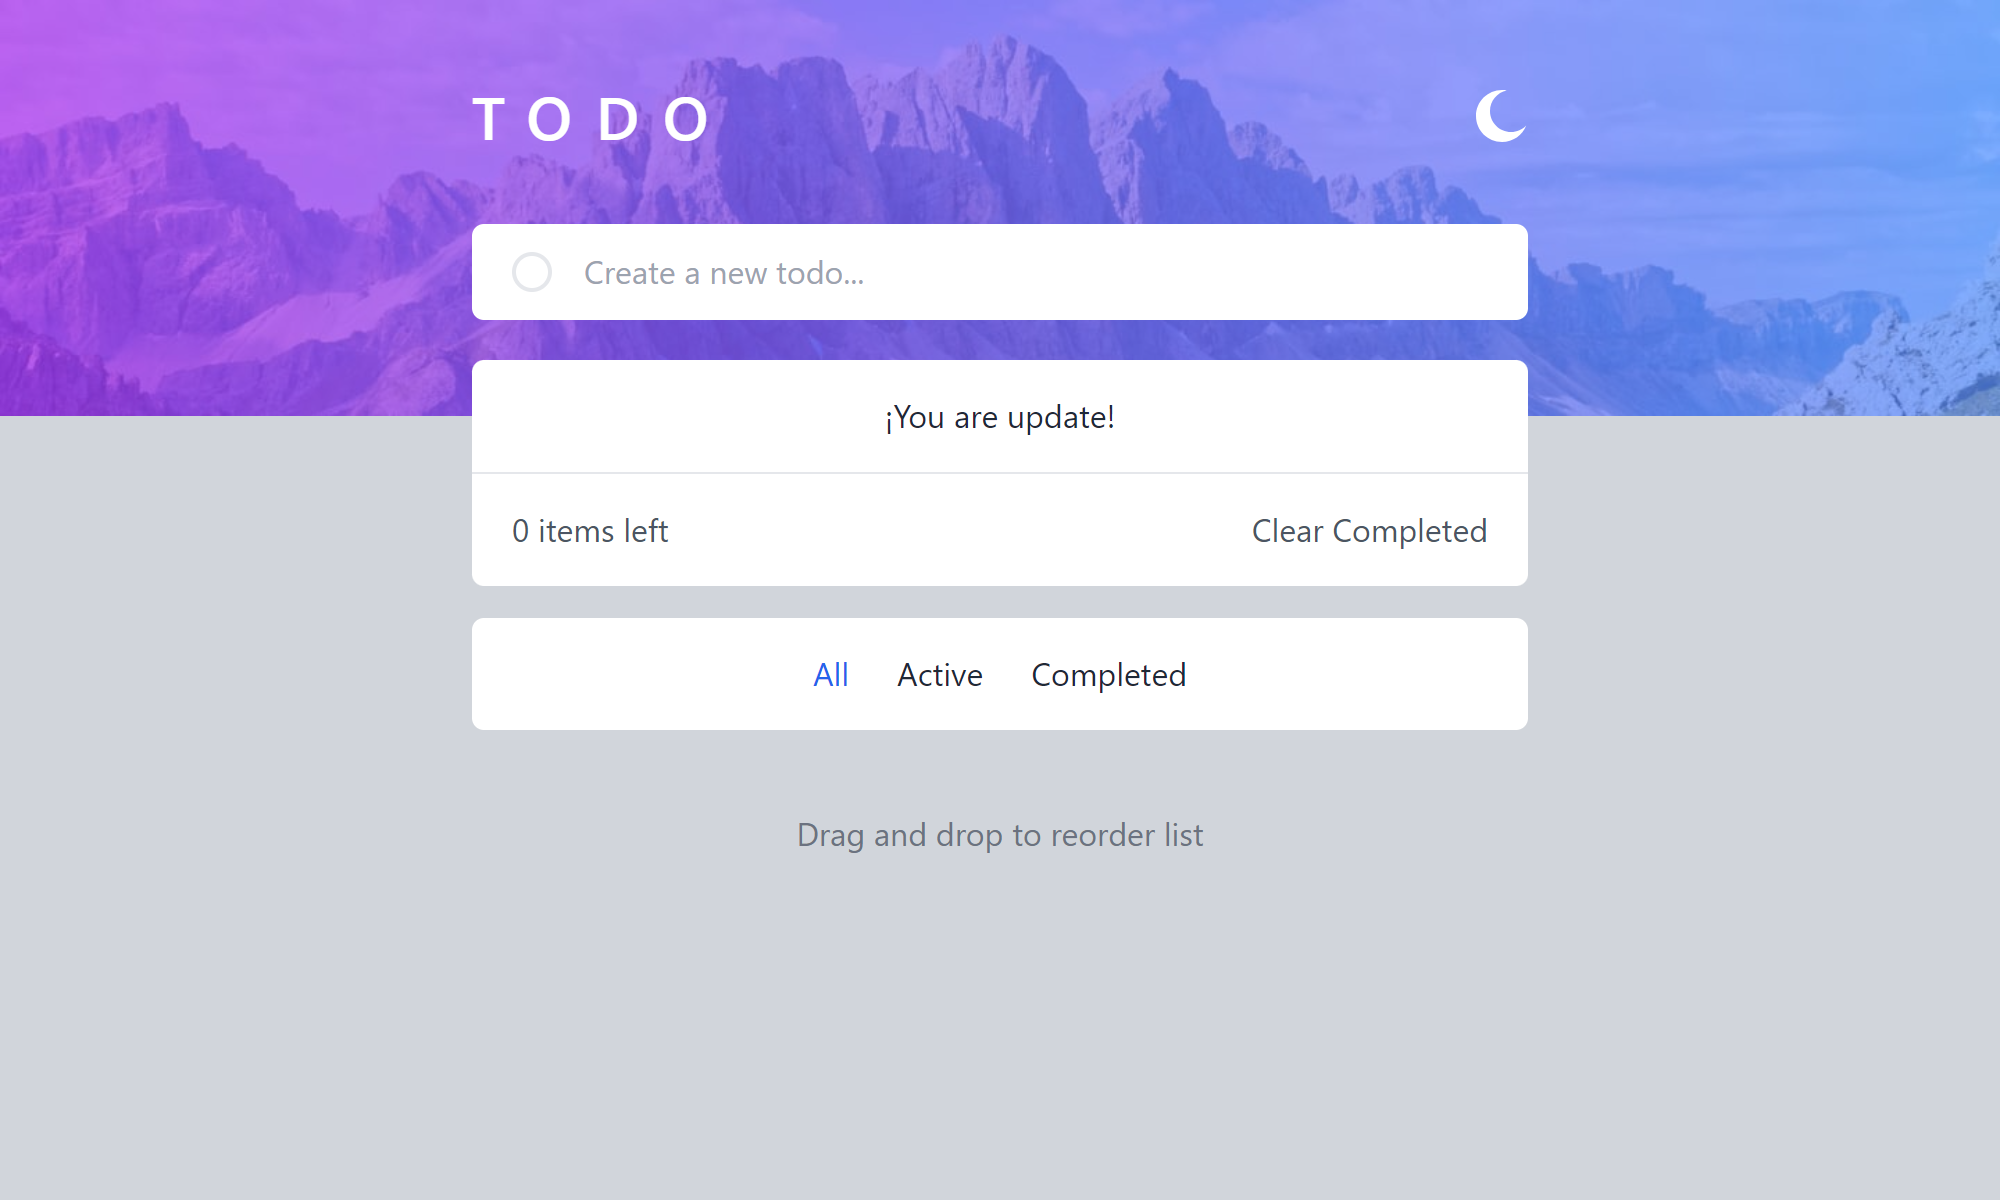 TODO
Create a new todo...
¡You are update!
0 items left
Clear Completed
All Active Completed
Drag and drop to reorder list